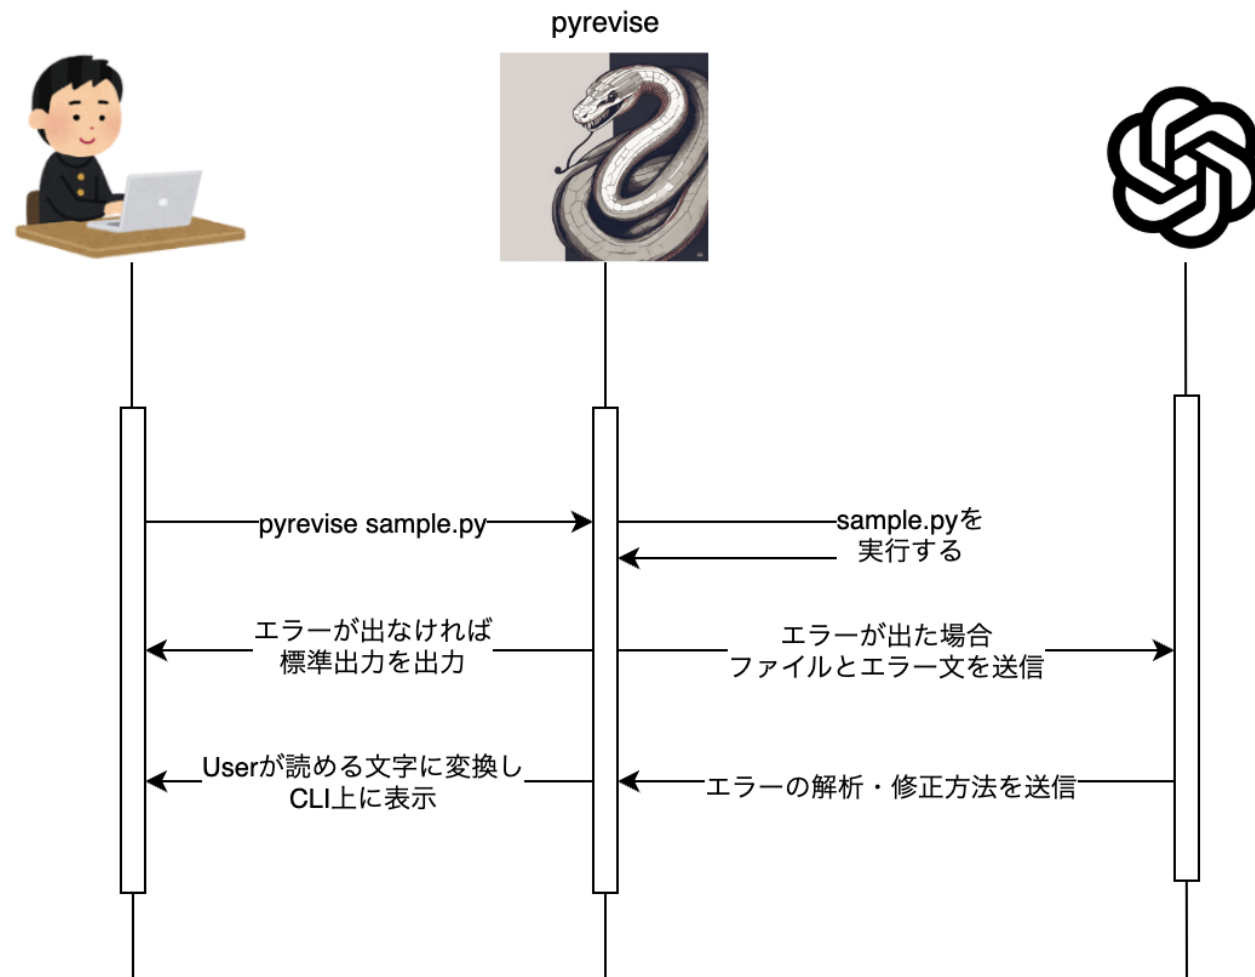 pyrevise
pyrevise sample.py
sample.pyを
実行する
エラーが出なければ
標準出力を出力
エラーが出た場合
ファイルとエラー文を送信
Userが読める文字に変換し
CLI上に表示
エラーの解析・修正方法を送信